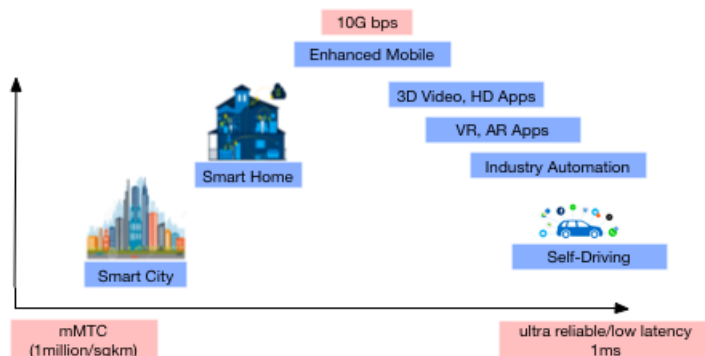 10G bps
Enhanced Mobile
3D Video, HD Apps
VR, AR Apps
Smart Home
Industry Automation
Smart City
Self-Driving
mMTC
(1million/sqkm)
ultra reliable/low latency
1ms